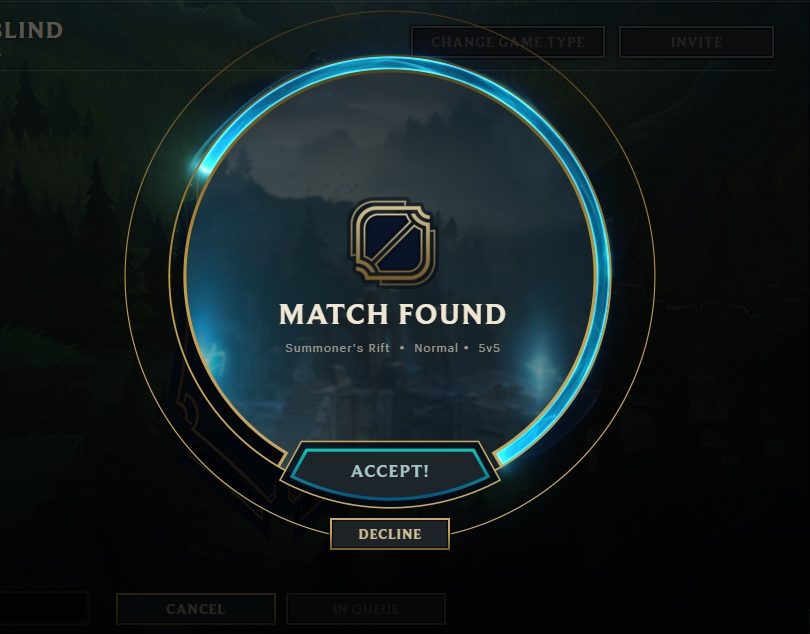 BLIND
CHANGE GAME TYPE
INVITE
MATCH FOUND
Summoner's Rift • Normal • 5v5
ACCEPT!
DECLINE
CANCEL
IN QUEUE